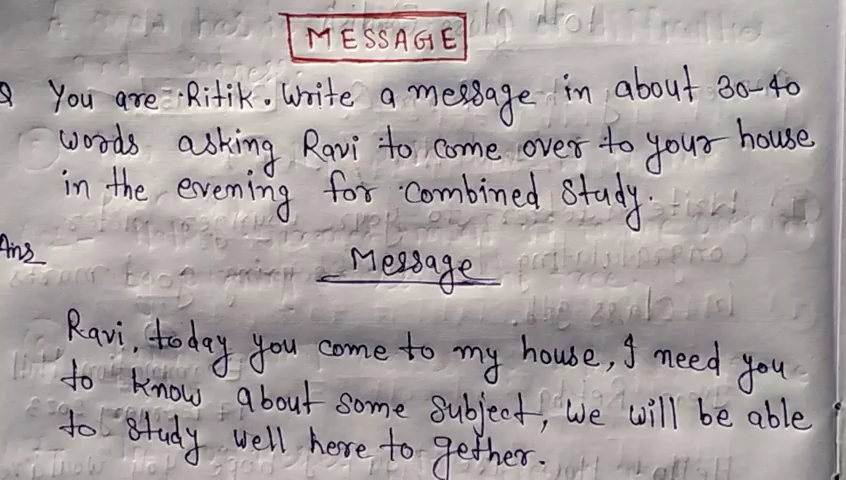 MESSAGE
Q You are Ritik. Write a message in about 30-40
words asking Ravi to come over to your house
in the evening for combined study.
Ans
Message
Ravi, today you come to my house, I need you
to know about some subject, we will be able
to study well here to gether.